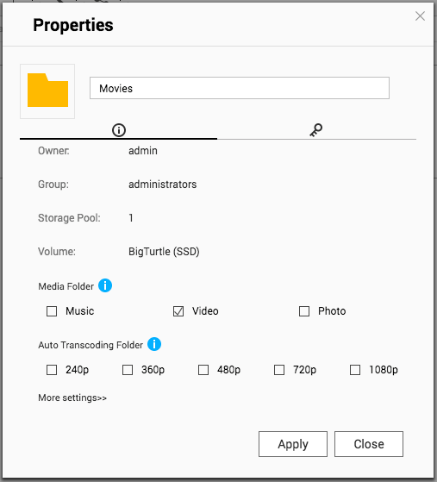 Properties
Movies
Owner: admin
Group: administrators
Storage Pool: 1
Volume: BigTurtle (SSD)
Media Folder
Music Video Photo
Auto Transcoding Folder
240p 360p 480p 720p 1080p
More settings>>
Apply Close